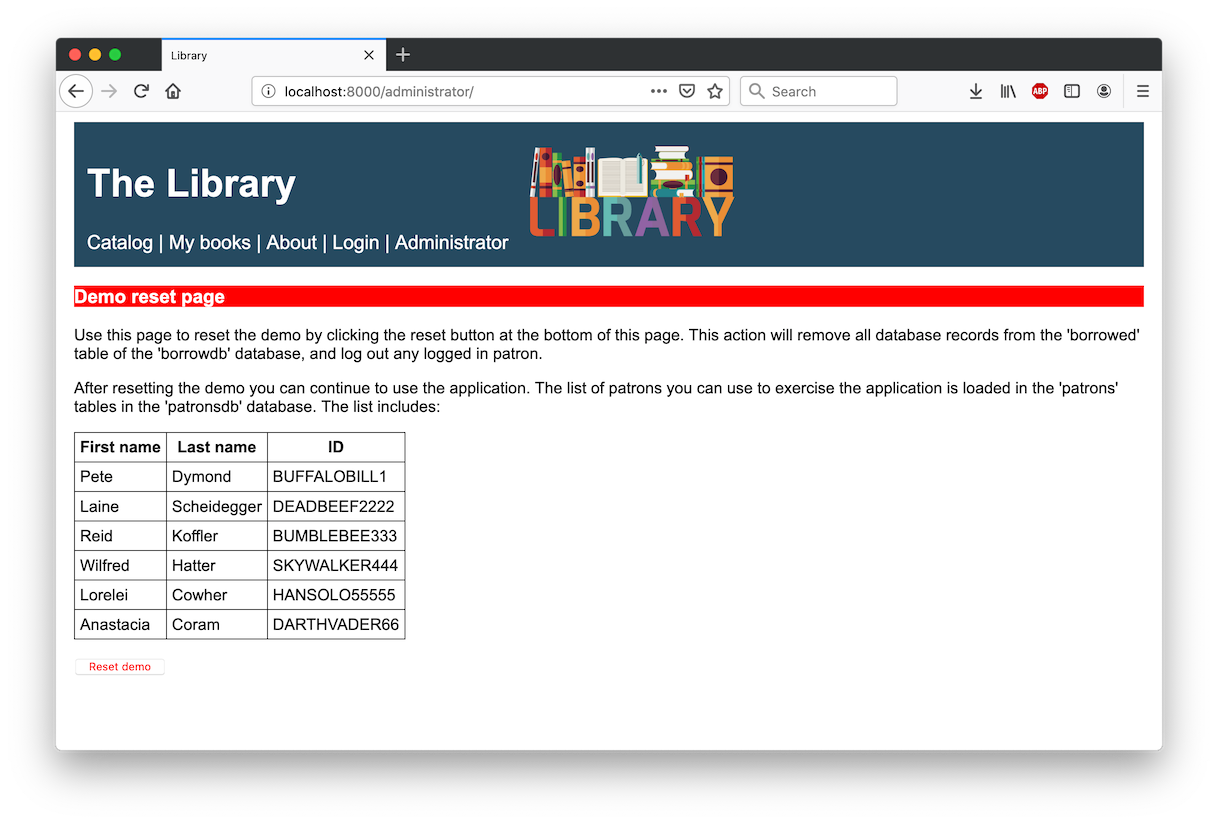 Library
localhost:8000/administrator/
Search
ABP
The Library
LIBRARY
Catalog | My books | About | Login | Administrator
Demo reset page
Use this page to reset the demo by clicking the reset button at the bottom of this page. This action will remove all database records from the 'borrowed'
table of the 'borrowdb' database, and log out any logged in patron.
After resetting the demo you can continue to use the application. The list of patrons you can use to exercise the application is loaded in the 'patrons'
tables in the 'patronsdb' database. The list includes:
First name Last name ID
Pete Dymond BUFFALOBILL1
Laine Scheidegger DEADBEEF2222
Reid Koffler BUMBLEBEE333
Wilfred Hatter SKYWALKER444
Lorelei Cowher HANSOLO55555
Anastacia Coram DARTHVADER66
Reset demo